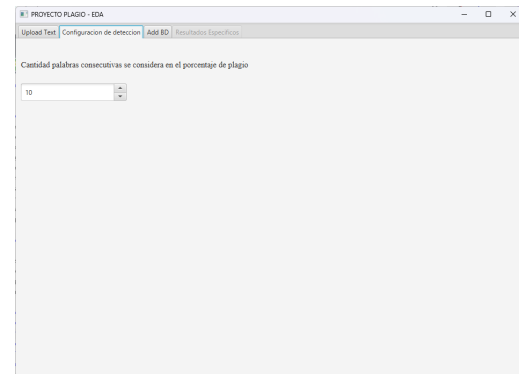 PROYECTO PLAGIO - EDA
Upload Text Configuracion de deteccion Add BD Resultados Especificos
Cantidad palabras consecutivas se considera en el porcentaje de plagio
10